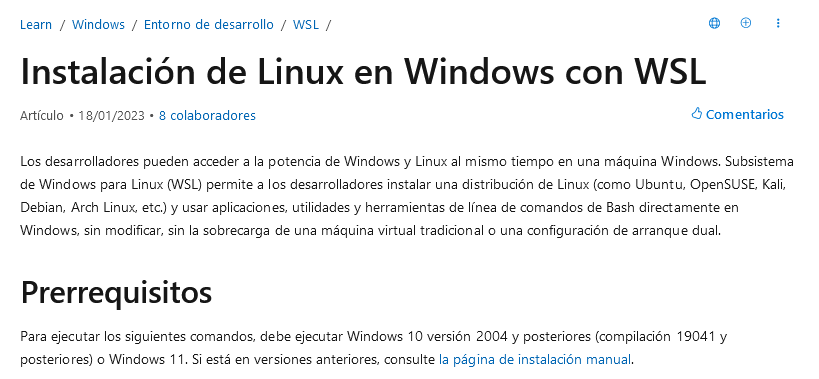 Learn / Windows / Entorno de desarrollo / WSL /
Instalación de Linux en Windows con WSL
Artículo • 18/01/2023 • 8 colaboradores
Comentarios
Los desarrolladores pueden acceder a la potencia de Windows y Linux al mismo tiempo en una máquina Windows. Subsistema
de Windows para Linux (WSL) permite a los desarrolladores instalar una distribución de Linux (como Ubuntu, OpenSUSE, Kali,
Debian, Arch Linux, etc.) y usar aplicaciones, utilidades y herramientas de línea de comandos de Bash directamente en
Windows, sin modificar, sin la sobrecarga de una máquina virtual tradicional o una configuración de arranque dual.
Prerrequisitos
Para ejecutar los siguientes comandos, debe ejecutar Windows 10 versión 2004 y posteriores (compilación 19041 y
posteriores) o Windows 11. Si está en versiones anteriores, consulte la página de instalación manual.